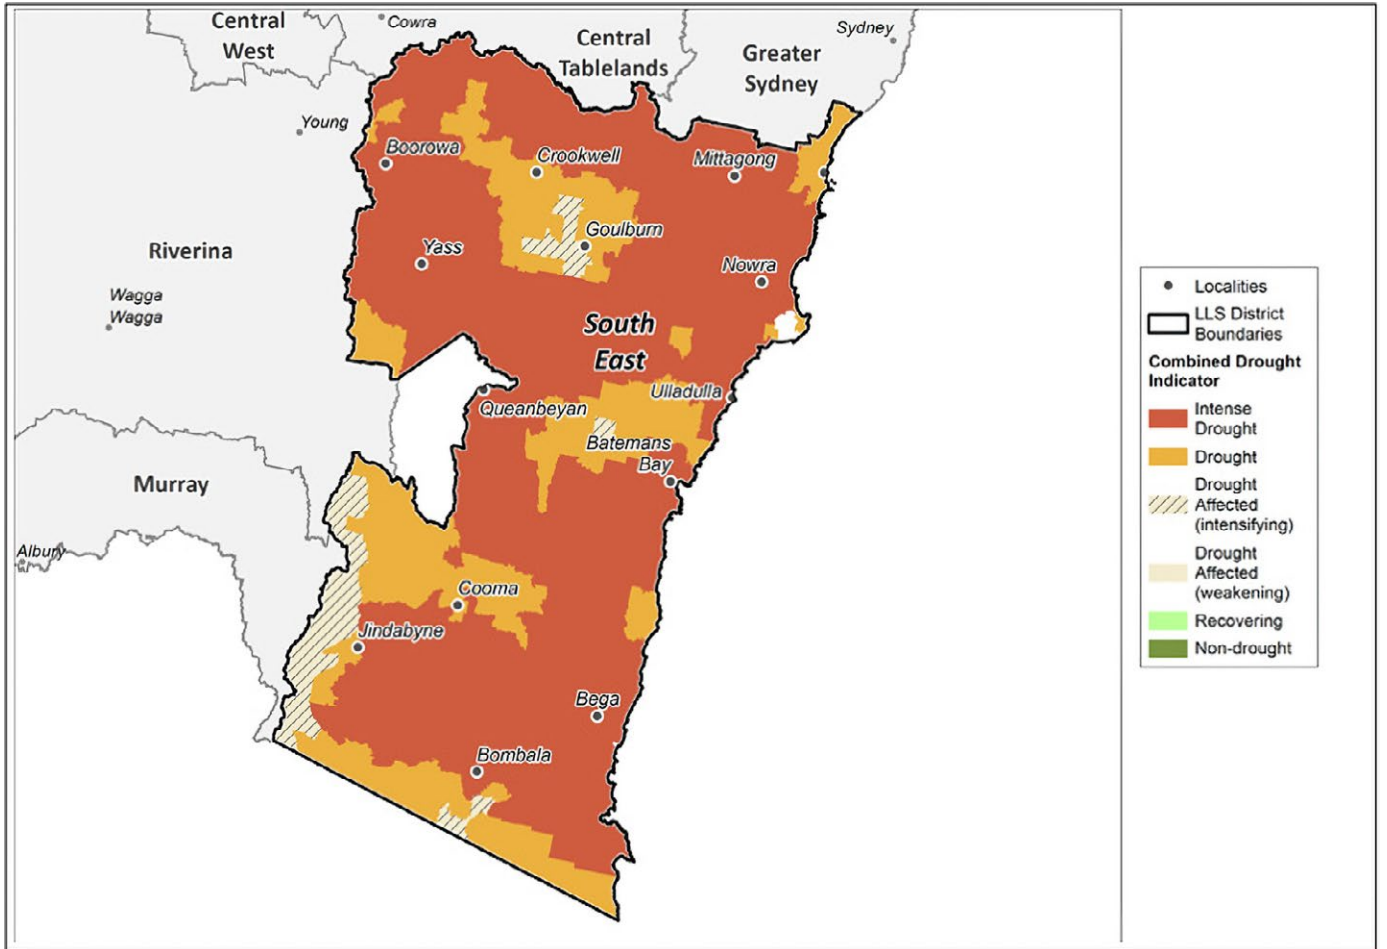 Central
West
Cowra
Central
Tablelands
Greater
Sydney
Sydney
Young
Boorowa
Crookwell
Mittagong
Riverina
Yass
Goulburn
Nowra
Wagga
Wagga
South
East
Queanbeyan
Ulladulla
Batemans
Bay
Murray
Albury
Cooma
Jindabyne
Bega
Bombala
Localities
LLS District
Boundaries
Combined Drought
Indicator
Intense
Drought
Drought
Drought
Affected
(intensifying)
Drought
Affected
(weakening)
Recovering
Non-drought